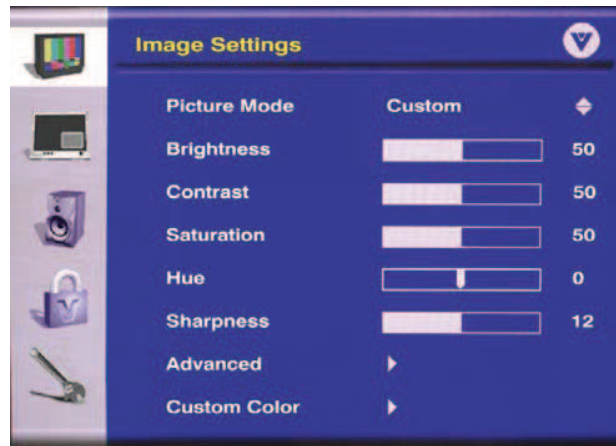 Image Settings
Picture Mode Custom
Brightness 50
Contrast 50
Saturation 50
Hue 0
Sharpness 12
Advanced
Custom Color